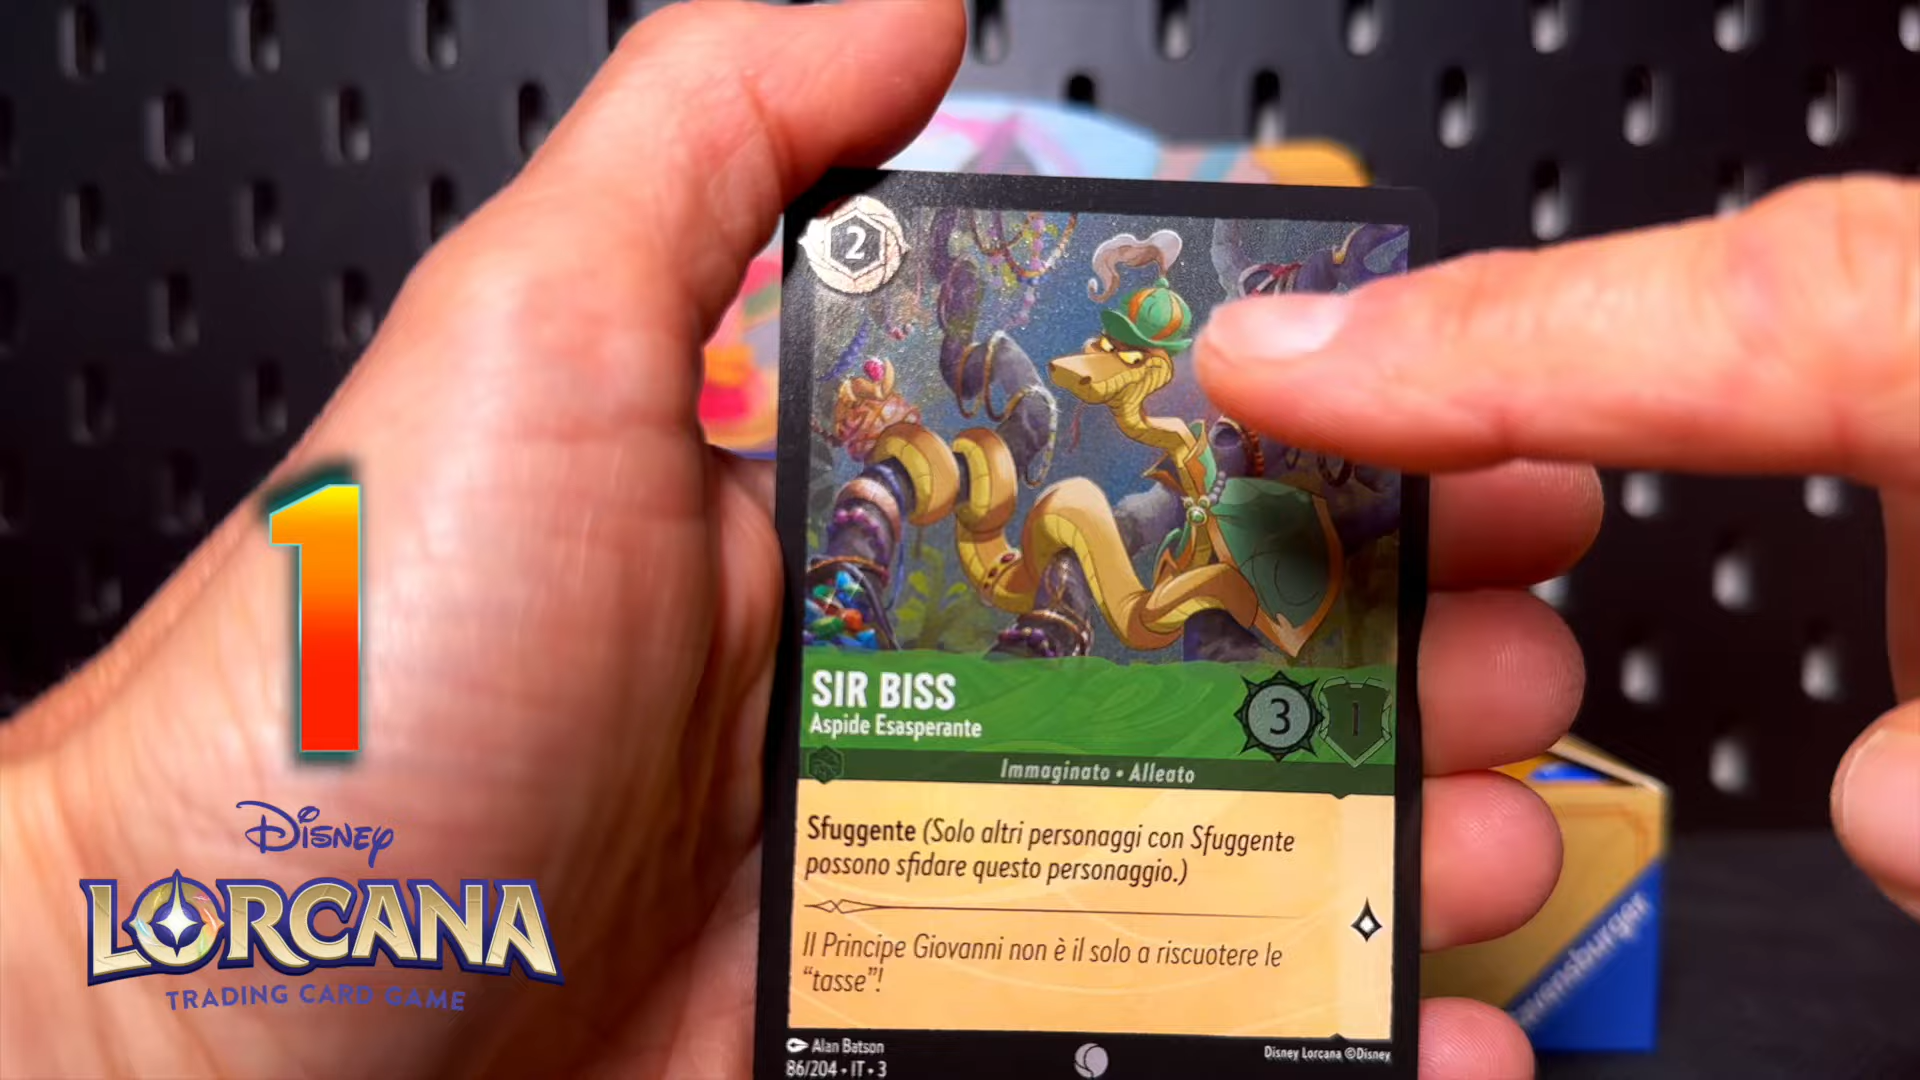 2
SIR BISS
Aspide Esasperante
3
1
Immaginato • Alleato
Sfuggente (Solo altri personaggi con Sfuggente
possono sfidare questo personaggio.)
Il Principe Giovanni non è il solo a riscuotere le
“tasse”!
Alan Batson
86/204 • IT • 3
Disney Lorcana ©Disney
1
Disney
LORCANA
TRADING CARD GAME
Ravensburger